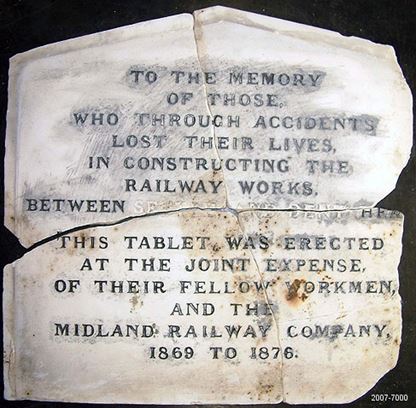 TO THE MEMORY
OF THOSE,
WHO THROUGH ACCIDENTS
LOST THEIR LIVES,
IN CONSTRUCTING THE
RAILWAY WORKS,
BETWEEN
THIS TABLET WAS ERECTED
AT THE JOINT EXPENSE,
OF THEIR FELLOW WORKMEN,
AND THE
MIDLAND RAILWAY COMPANY,
1869 TO 1876.
2007-7000